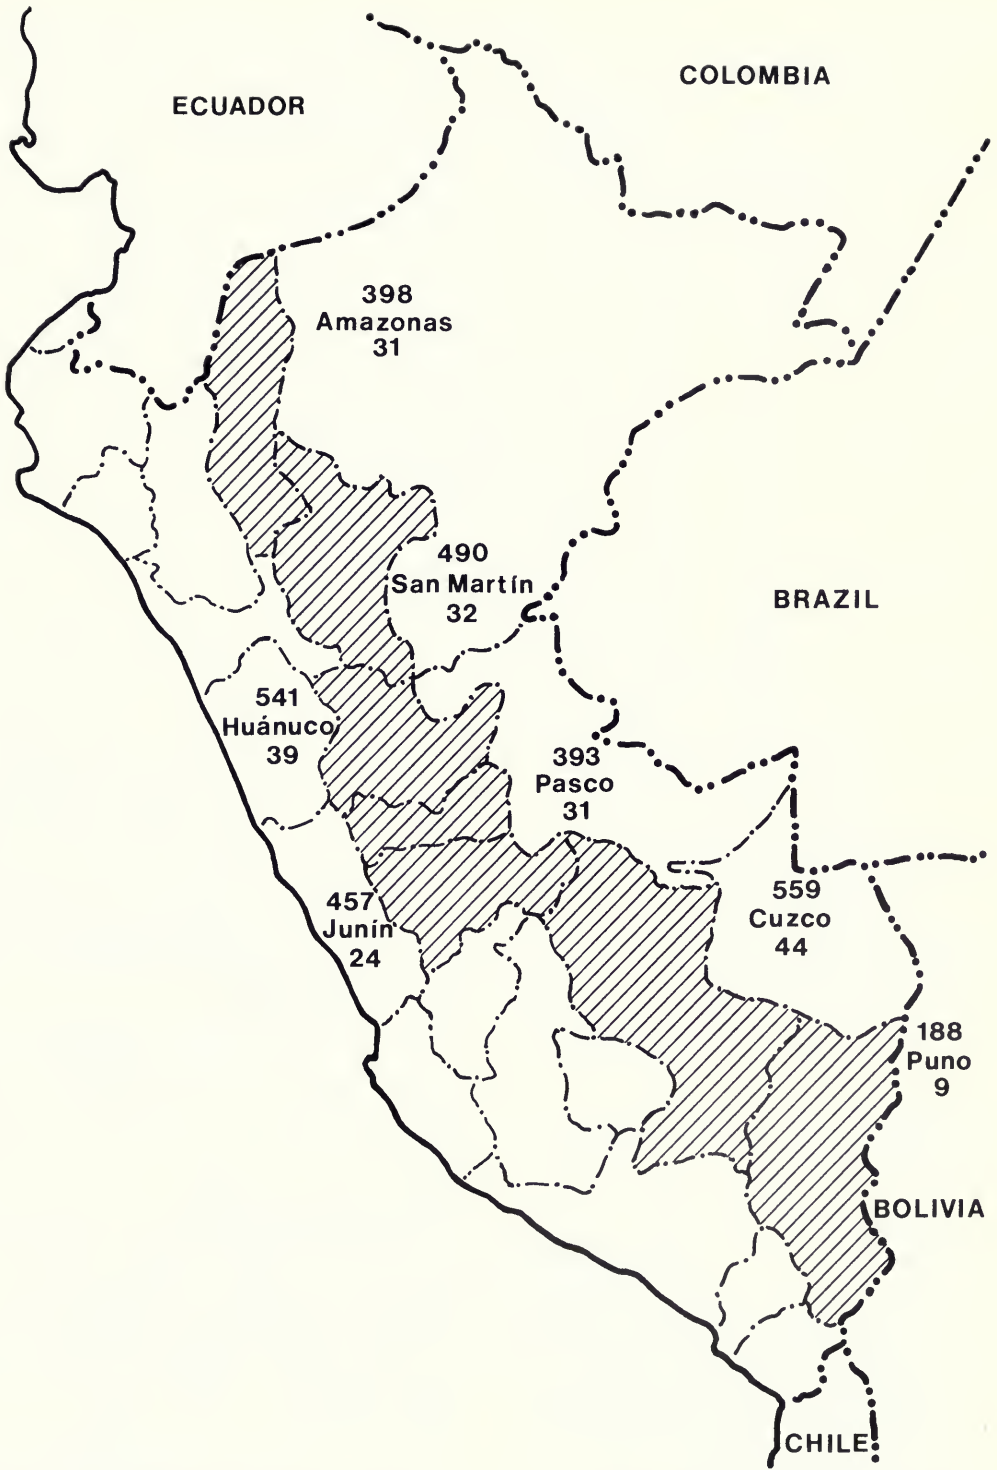 COLOMBIA
ECUADOR
398
Amazonas
31
490
San Martín
32
BRAZIL
541
Huánuco
39
393
Pasco
31
559
Cuzco
44
457
Junín
24
188
Puno
9
BOLIVIA
CHILE